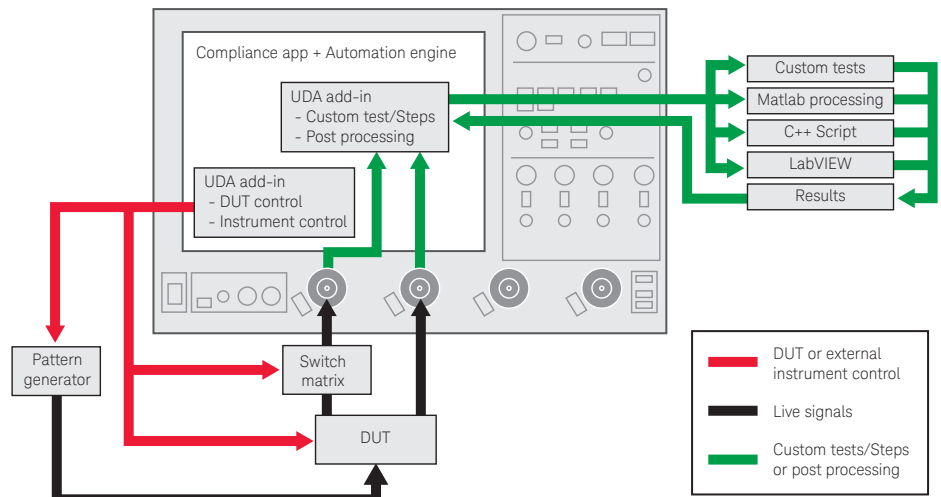 Compliance app + Automation engine
UDA add-in
- Custom test/Steps
- Post processing
UDA add-in
- DUT control
- Instrument control
Custom tests
Matlab processing
C++ Script
LabVIEW
Results
Pattern
generator
Switch
matrix
DUT
DUT or external
instrument control
Live signals
Custom tests/Steps
or post processing